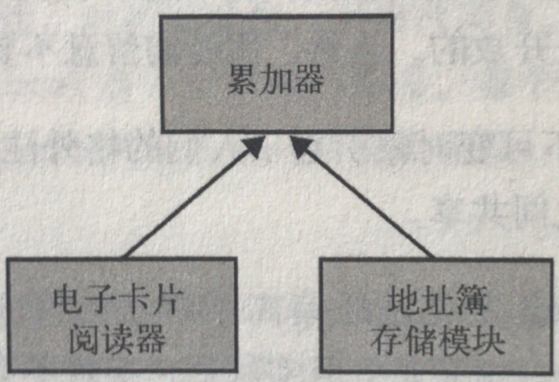 累加器
电子卡片
阅读器
地址簿
存储模块